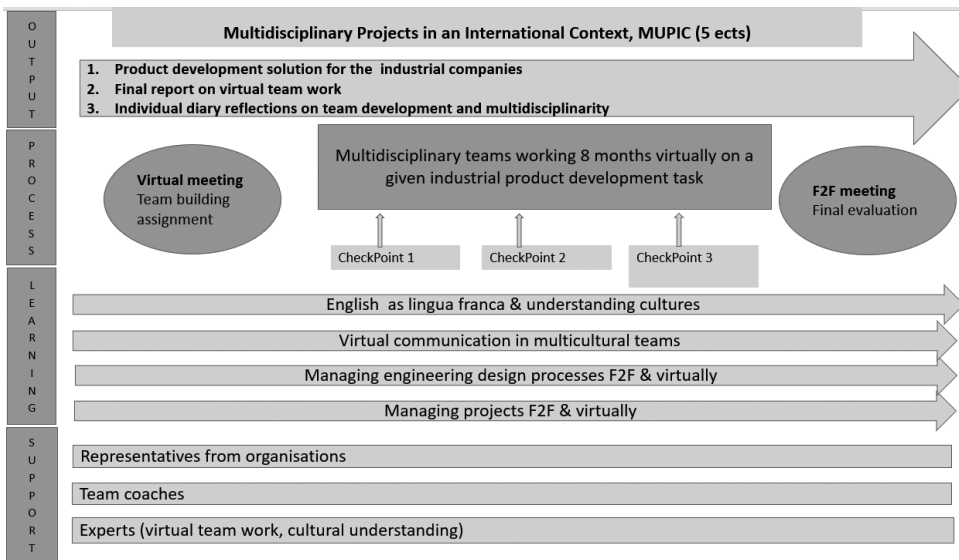 OUTPUT
Multidisciplinary Projects in an International Context, MUPIC (5 ects)
1. Product development solution for the industrial companies
2. Final report on virtual team work
3. Individual diary reflections on team development and multidisciplinarity
PROCESS
Virtual meeting
Team building
assignment
Multidisciplinary teams working 8 months virtually on a
given industrial product development task
F2F meeting
Final evaluation
CheckPoint 1
CheckPoint 2
CheckPoint 3
LEARNING
English as lingua franca & understanding cultures
Virtual communication in multicultural teams
Managing engineering design processes F2F & virtually
Managing projects F2F & virtually
SUPPORT
Representatives from organisations
Team coaches
Experts (virtual team work, cultural understanding)